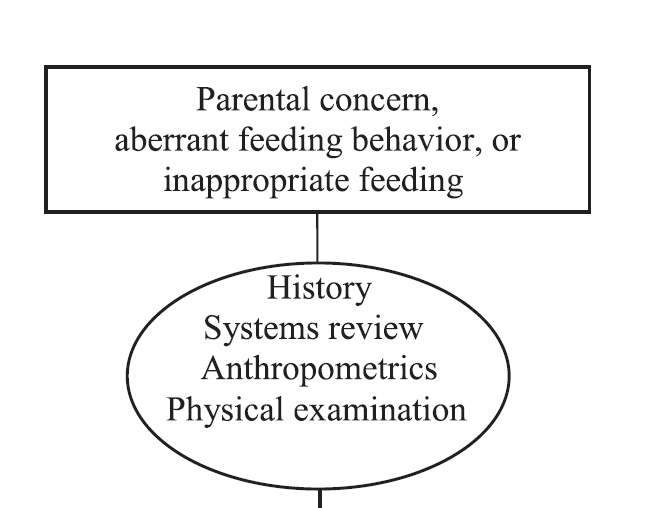 Parental concern,
aberrant feeding behavior, or
inappropriate feeding
History
Systems review
Anthropometrics
Physical examination